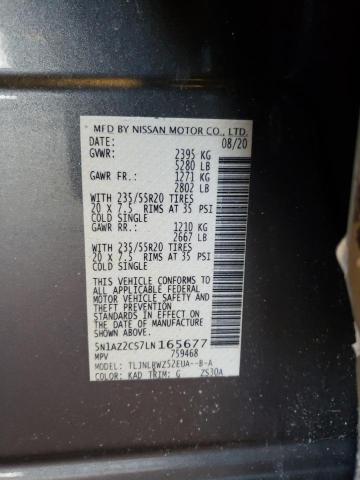 MFD BY NISSAN MOTOR CO., LTD.
DATE: 08/20
GVWR: 2395 KG
5280 LB
GAWR FR.: 1271 KG
2802 LB
WITH 235/55R20 TIRES
20 X 7.5 RIMS AT 35 PSI
COLD SINGLE
GAWR RR.: 1210 KG
2667 LB
WITH 235/55R20 TIRES
20 X 7.5 RIMS AT 35 PSI
COLD SINGLE
THIS VEHICLE CONFORMS TO
ALL APPLICABLE FEDERAL
MOTOR VEHICLE SAFETY
AND THEFT PREVENTION
STANDARDS IN EFFECT ON
THE DATE OF MANUFACTURE
SHOWN ABOVE.
5N1AZ2CS7LN165677
MPV 759468
MODEL: TLJNLRWZ52EUA--B-A
COLOR: KAD TRIM: G ZS30A